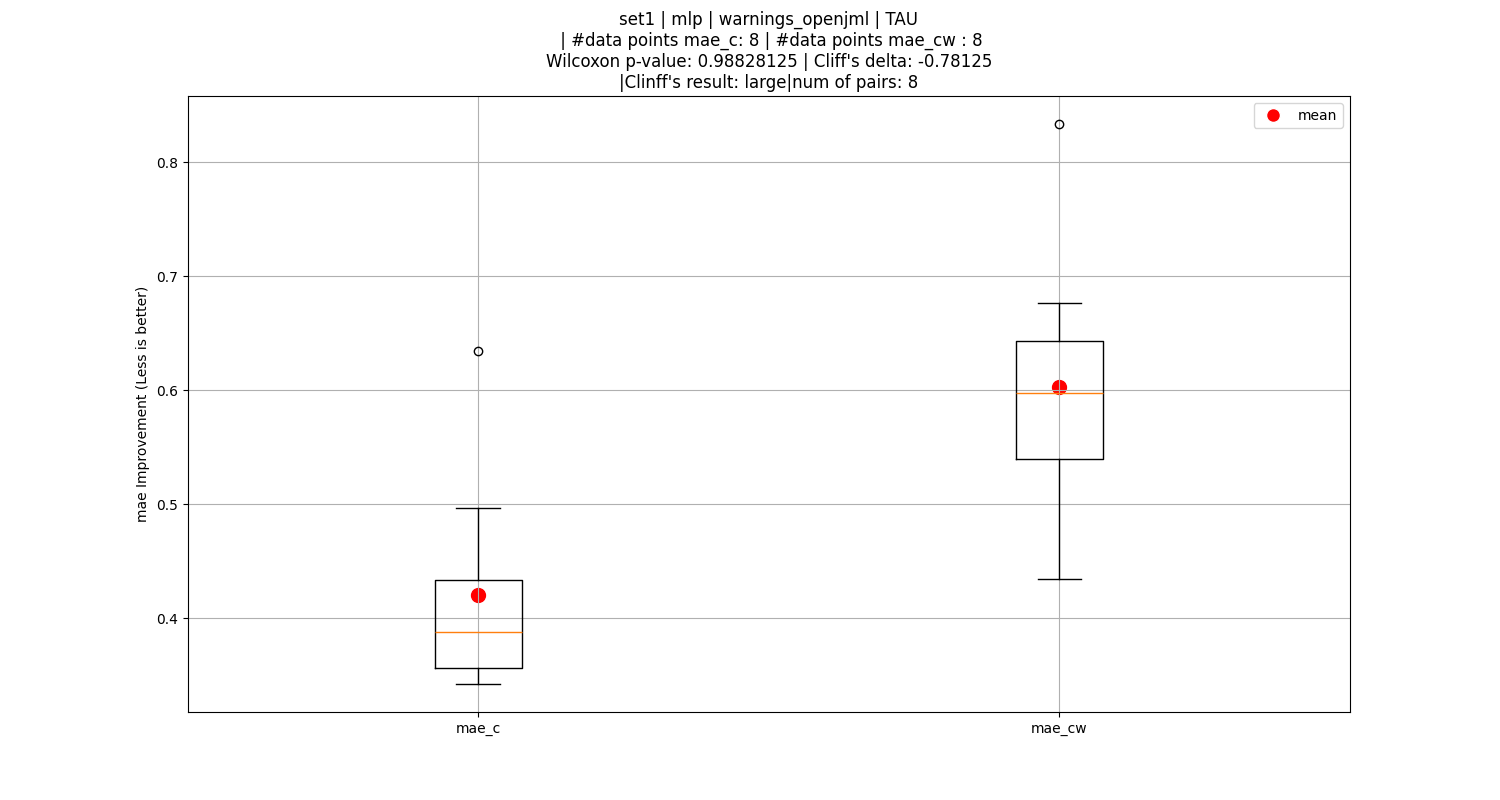 set1 | mlp | warnings_openjml | TAU
| #data points mae_c: 8 | #data points mae_cw : 8
Wilcoxon p-value: 0.98828125 | Cliff's delta: -0.78125
|Clinff's result: large|num of pairs: 8
mean
0.8
0.7
0.6
0.5
0.4
mae Improvement (Less is better)
mae_c
mae_cw